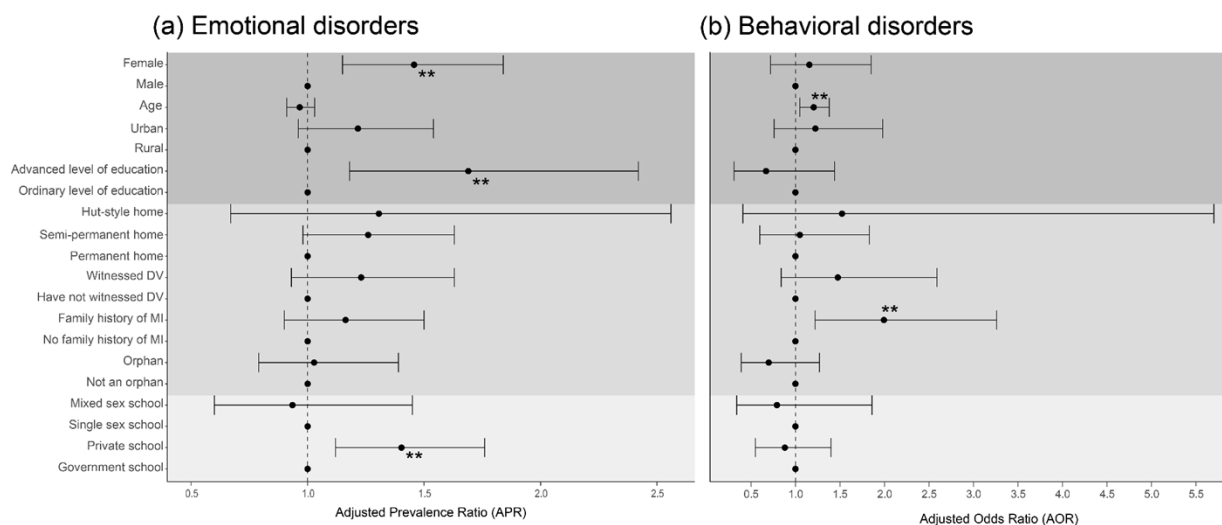 (a) Emotional disorders
(b) Behavioral disorders
Female
Male
Age
Urban
Rural
Advanced level of education
Ordinary level of education
Hut-style home
Semi-permanent home
Permanent home
Witnessed DV
Have not witnessed DV
Family history of MI
No family history of MI
Orphan
Not an orphan
Mixed sex school
Single sex school
Private school
Government school
**
**
**
**
**
0.5 1.0 1.5 2.0 2.5
Adjusted Prevalence Ratio (APR)
0.5 1.0 1.5 2.0 2.5 3.0 3.5 4.0 4.5 5.0 5.5
Adjusted Odds Ratio (AOR)